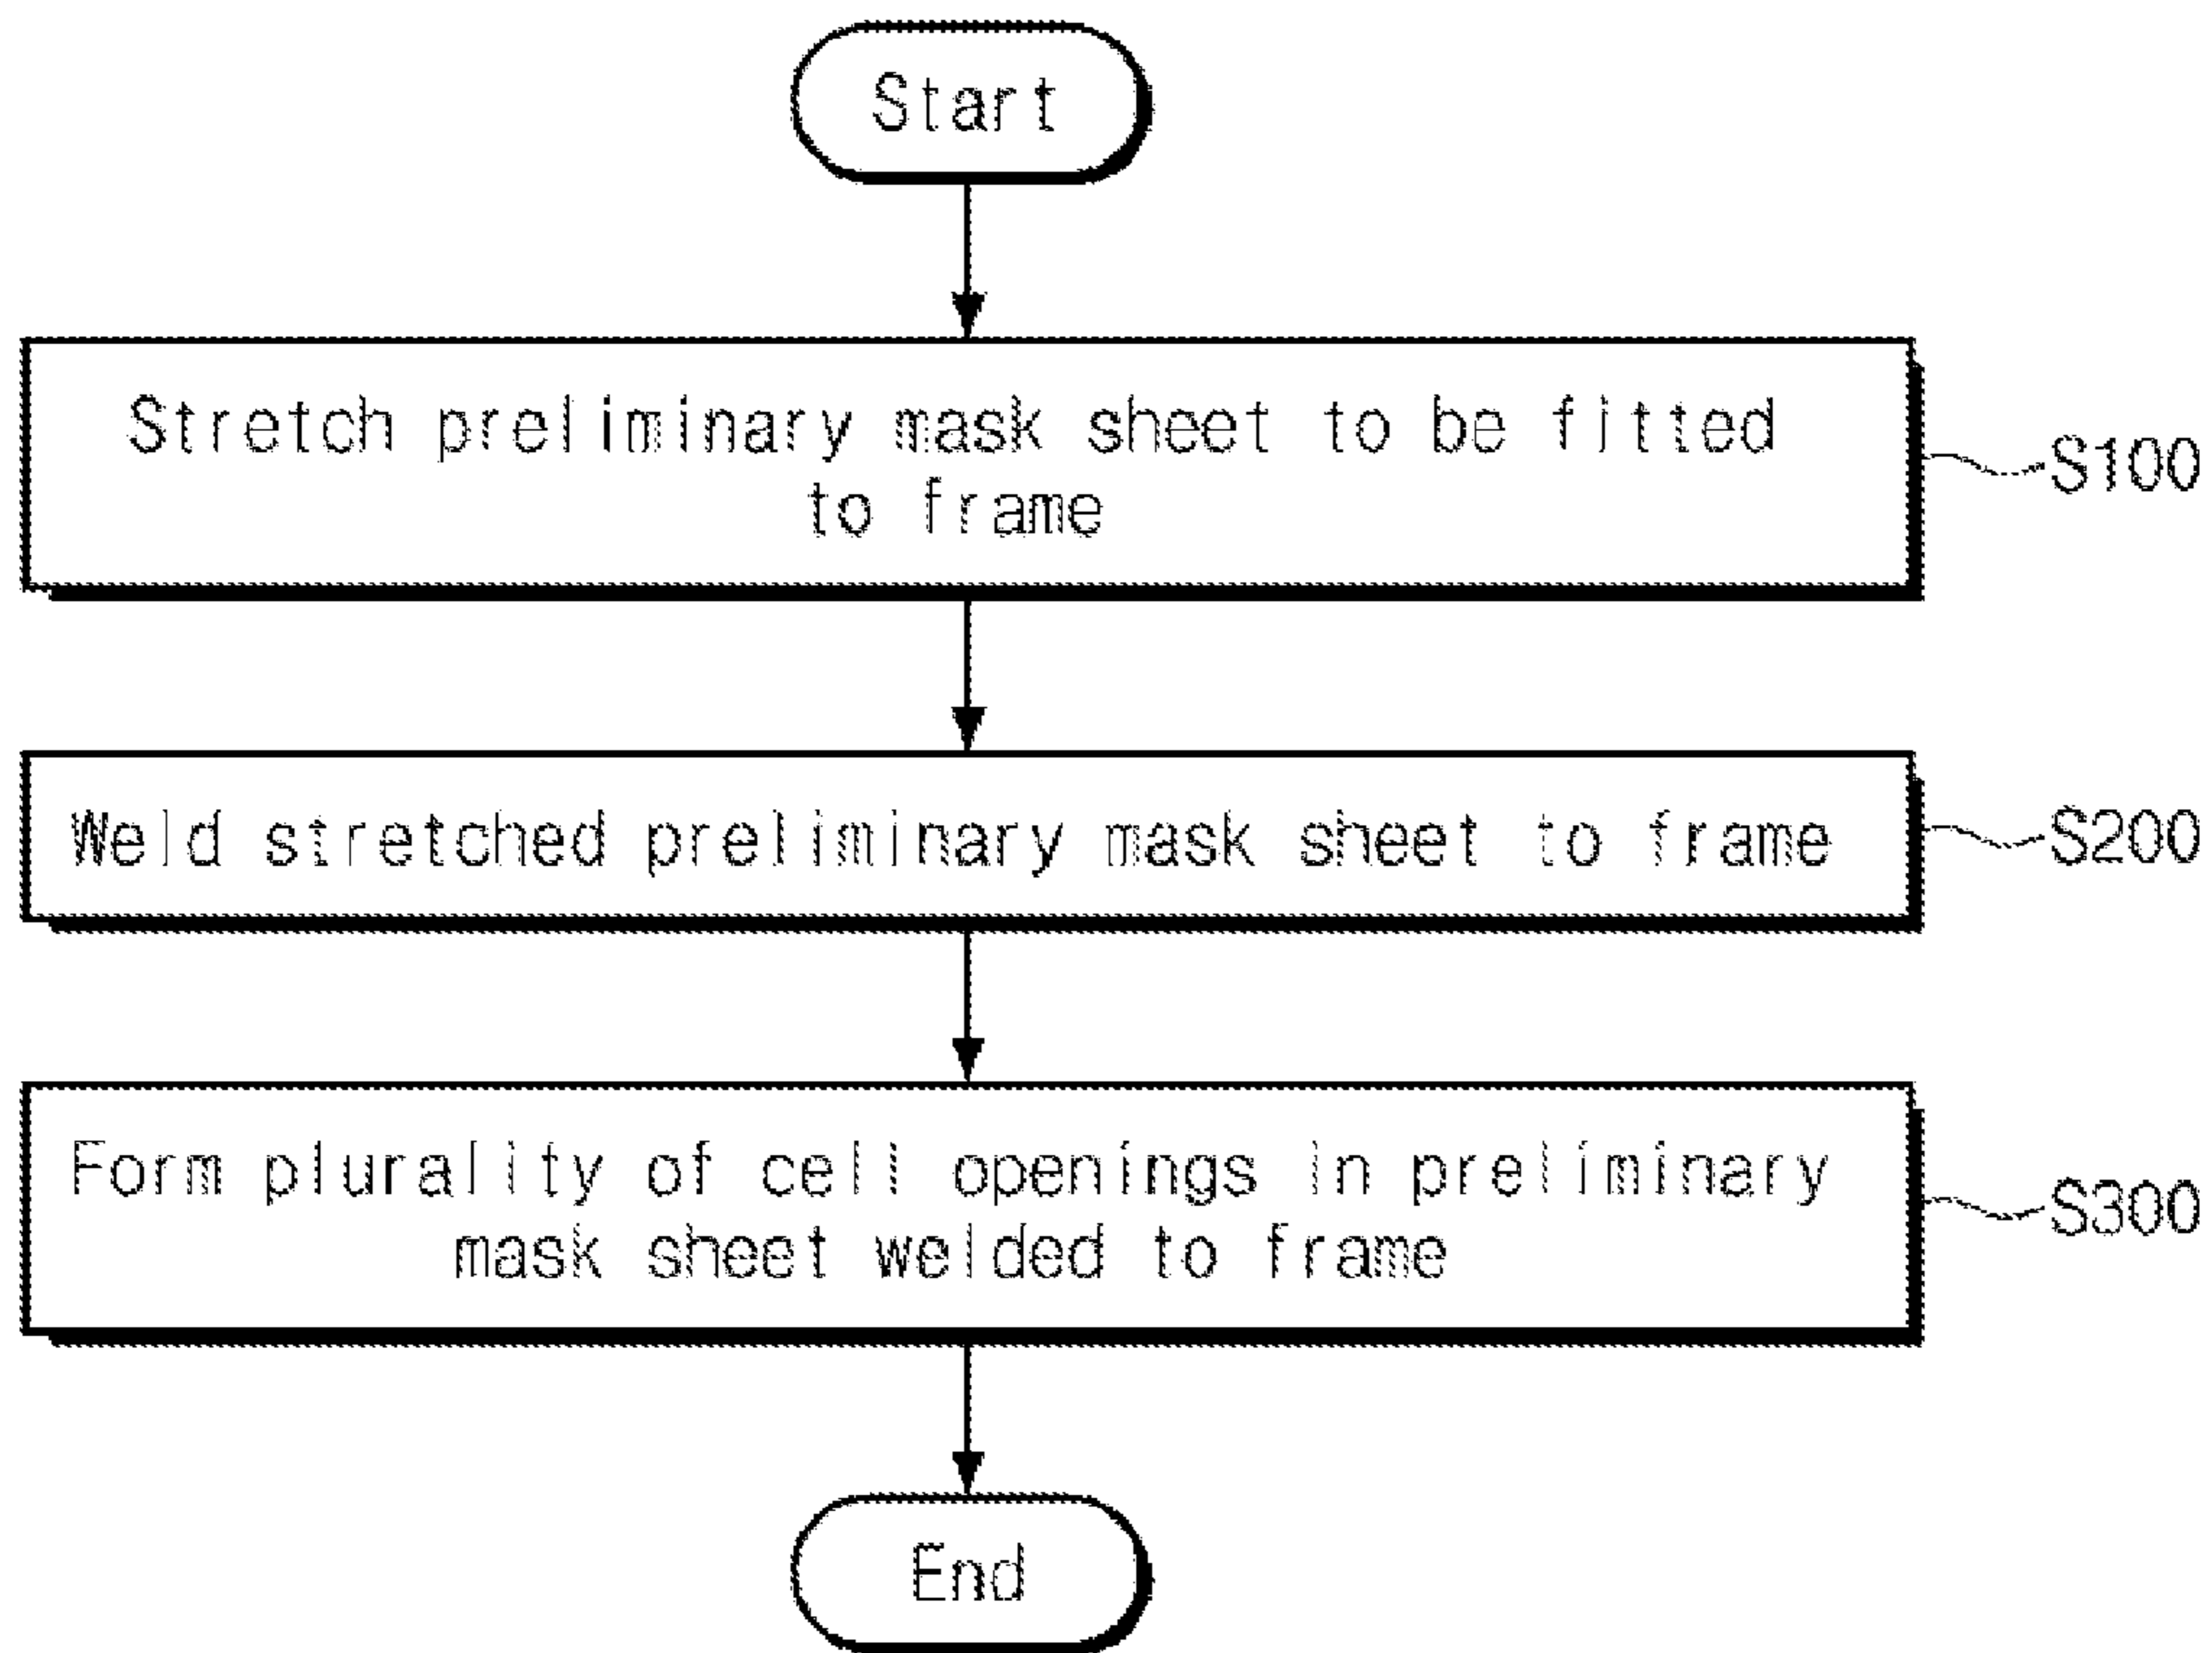 Start
Stretch preliminary mask sheet to be fitted
to frame
S100
Weld stretched preliminary mask sheet to frame
S200
Form plurality of cell openings in preliminary
mask sheet welded to frame
S300
End